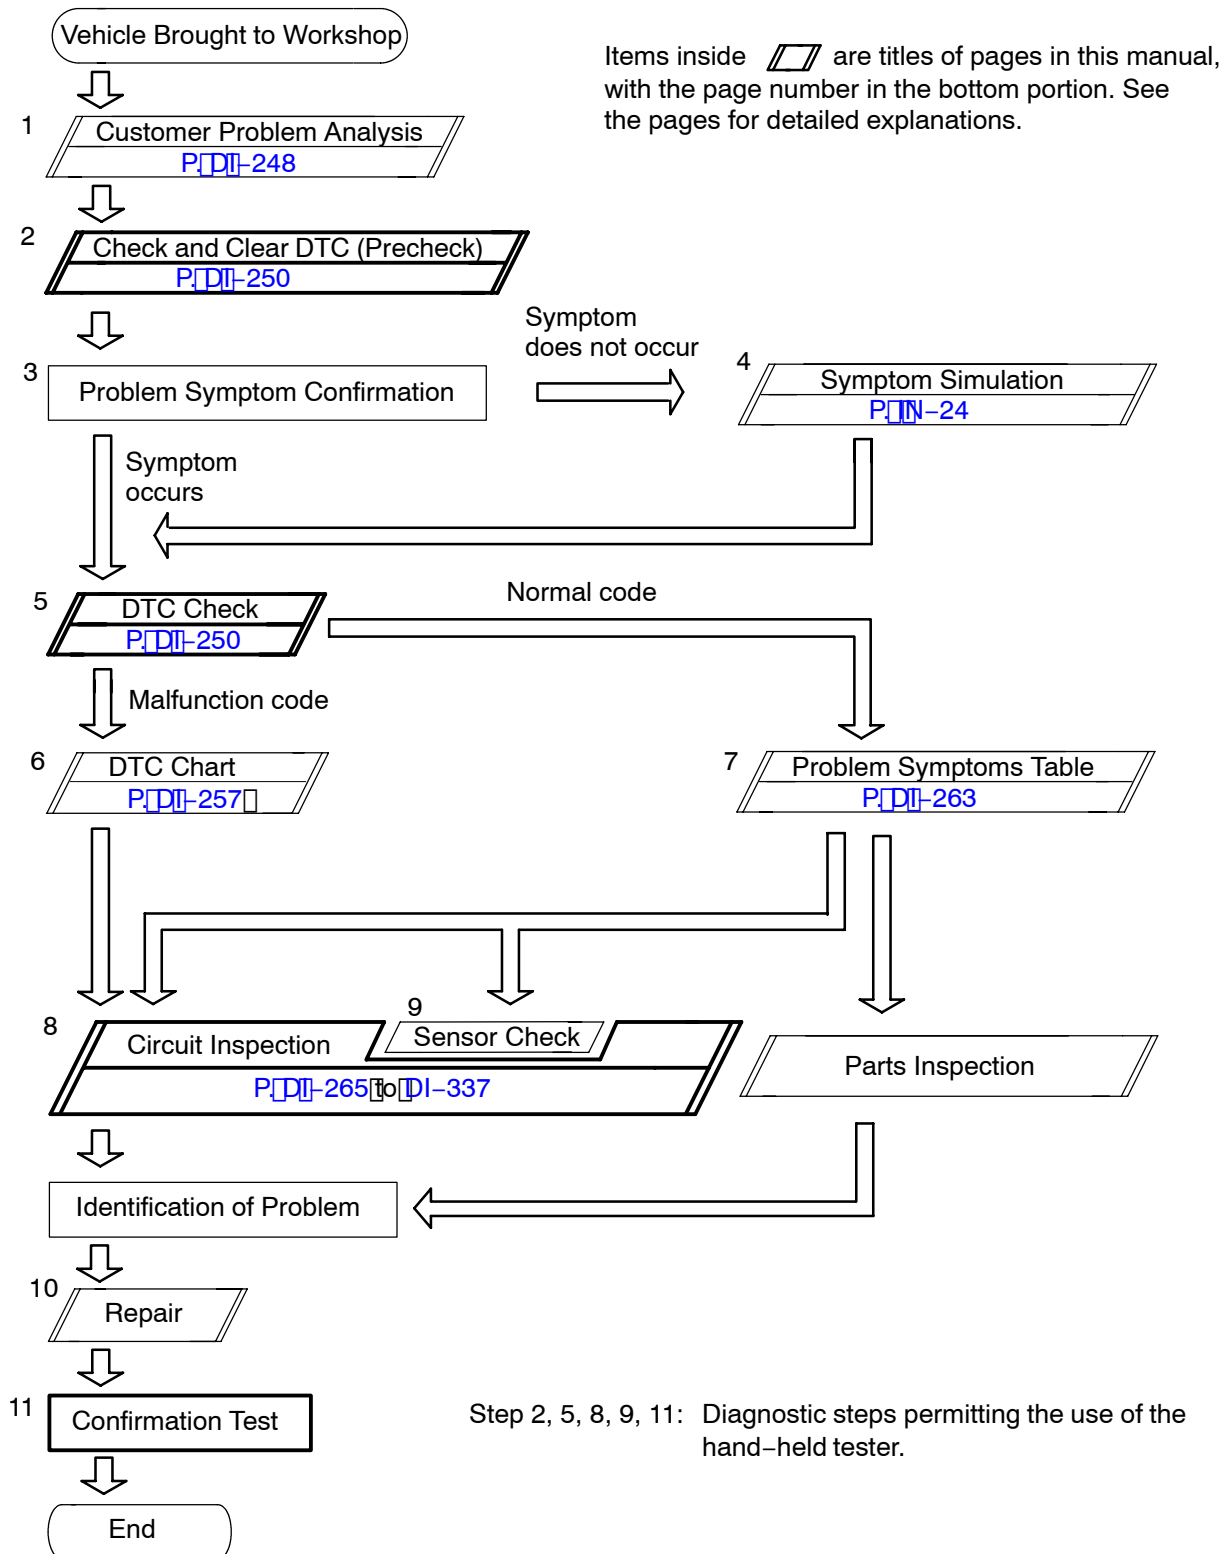 Vehicle Brought to Workshop
Items inside are titles of pages in this manual,
with the page number in the bottom portion. See
the pages for detailed explanations.
1
Customer Problem Analysis
P. DI–248
2
Check and Clear DTC (Precheck)
P. DI–250
Symptom
does not occur
3
Problem Symptom Confirmation
4
Symptom Simulation
P. IN–24
Symptom
occurs
5
DTC Check
P. DI–250
Normal code
Malfunction code
6
DTC Chart
P. DI–257
7
Problem Symptoms Table
P. DI–263
8
Circuit Inspection
9
Sensor Check
P. DI–265 to DI–337
Parts Inspection
Identification of Problem
10
Repair
11
Confirmation Test
Step 2, 5, 8, 9, 11: Diagnostic steps permitting the use of the
hand–held tester.
End